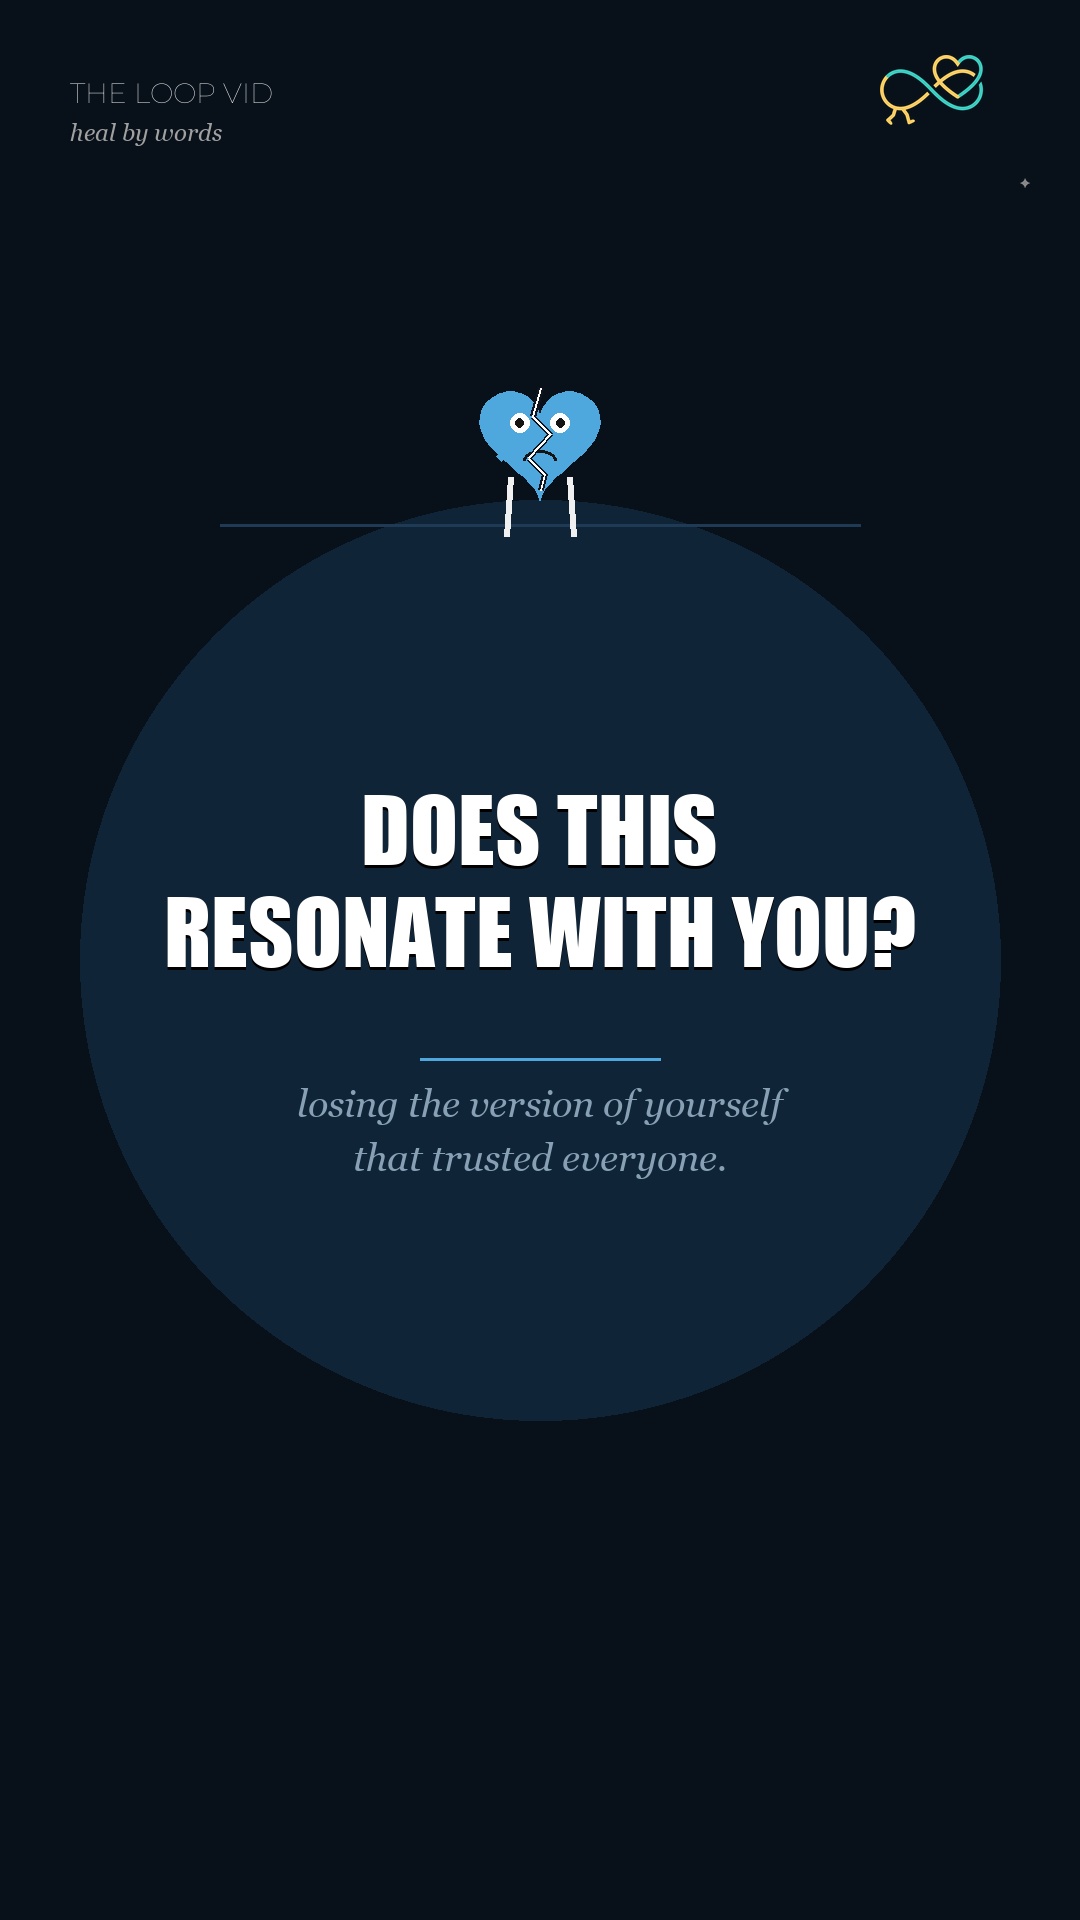 THE LOOP VID
heal by words
DOES THIS
RESONATE WITH YOU?
losing the version of yourself
that trusted everyone.